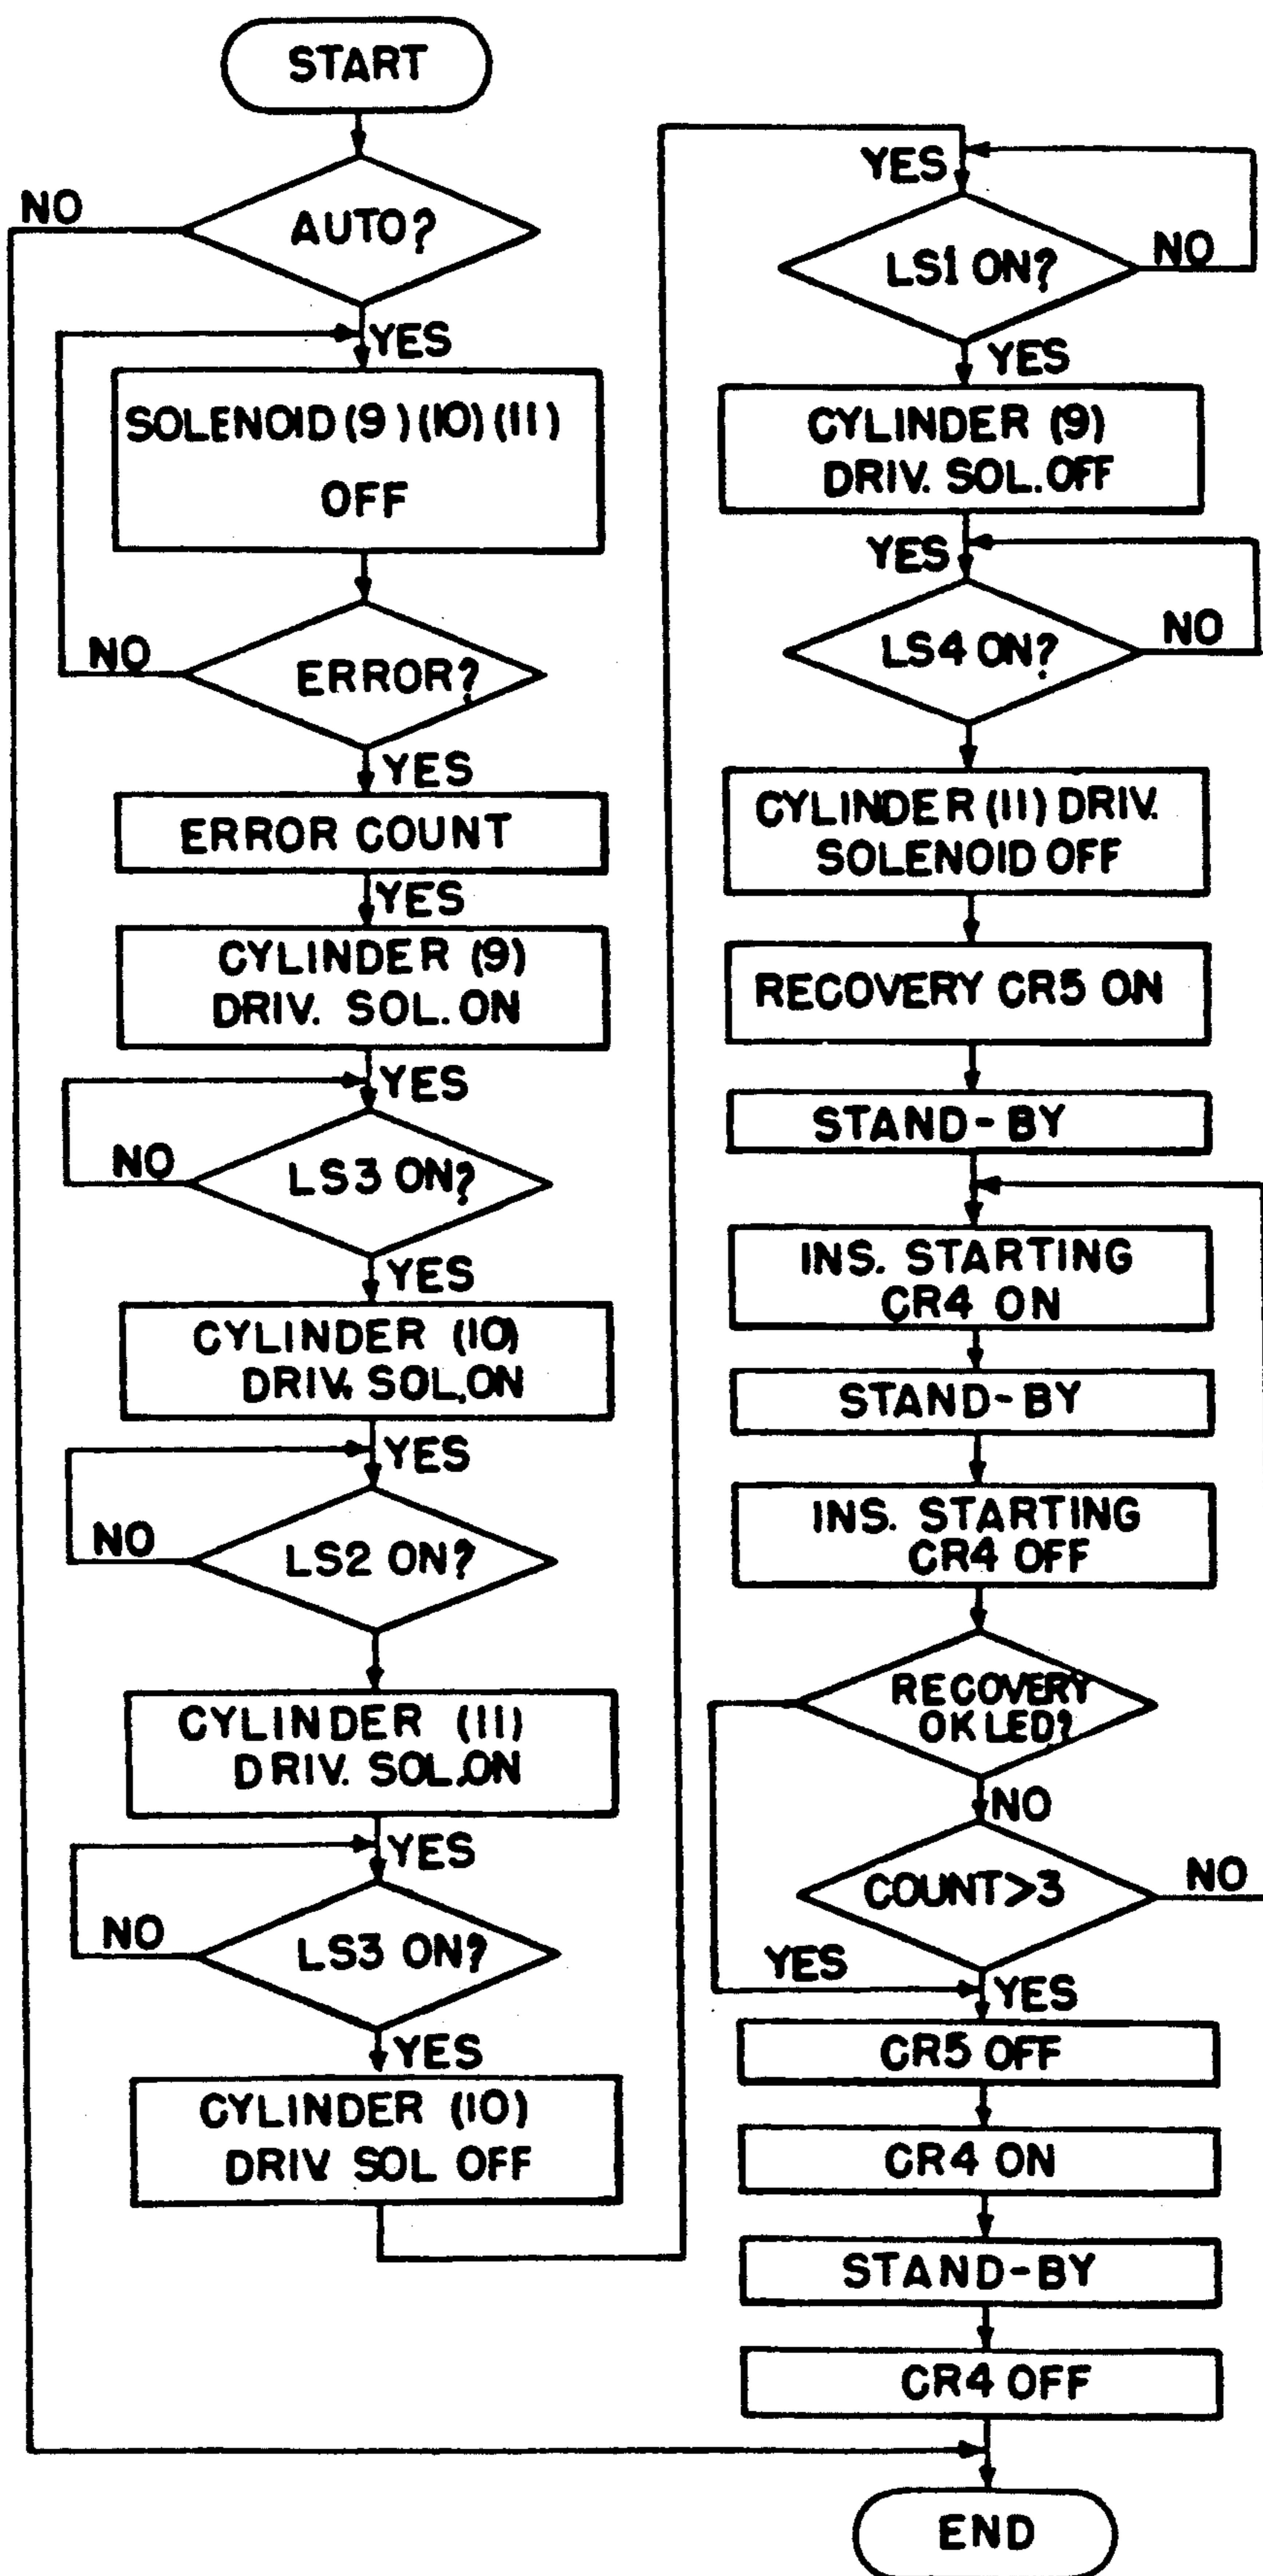 START
NO
AUTO?
YES
SOLENOID (9) (10) (11)
OFF
NO
ERROR?
YES
ERROR COUNT
YES
CYLINDER (9)
DRIV. SOL. ON
YES
NO
LS3 ON?
YES
CYLINDER (10)
DRIV. SOL. ON
YES
NO
LS2 ON?
CYLINDER (11)
DRIV. SOL. ON
YES
NO
LS3 ON?
YES
CYLINDER (10)
DRIV. SOL OFF
YES
LS1 ON?
NO
YES
CYLINDER (9)
DRIV. SOL. OFF
YES
LS4 ON?
NO
CYLINDER (11) DRIV.
SOLENOID OFF
RECOVERY CR5 ON
STAND-BY
INS. STARTING
CR4 ON
STAND-BY
INS. STARTING
CR4 OFF
RECOVERY
OK LED?
NO
COUNT>3
NO
YES
YES
CR5 OFF
CR4 ON
STAND-BY
CR4 OFF
END